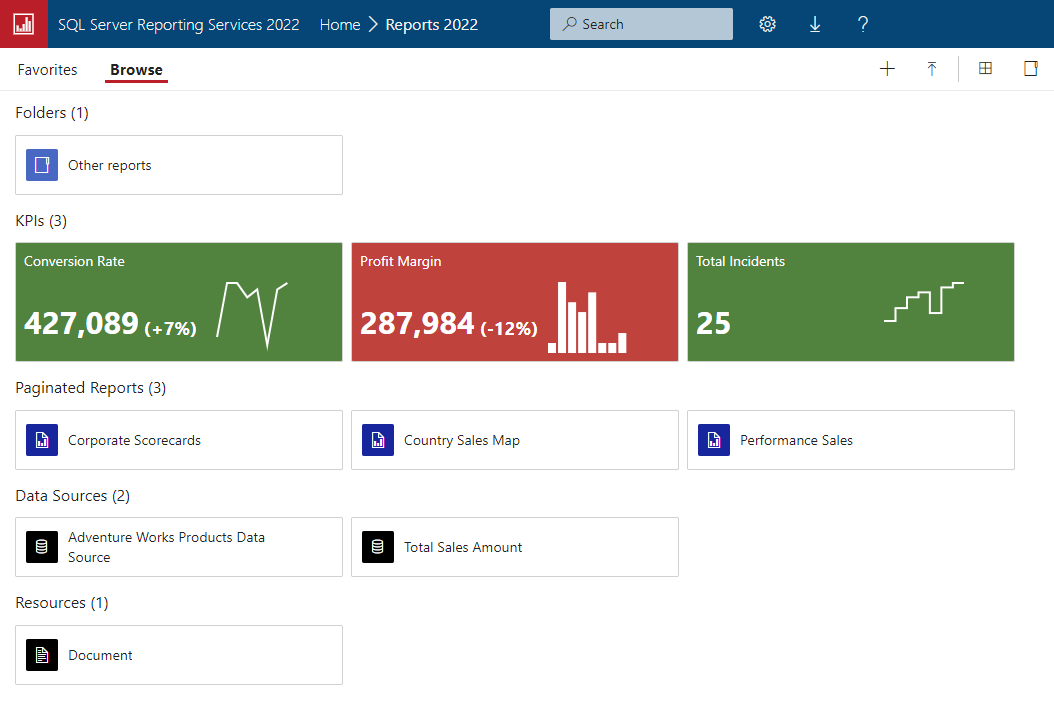 SQL Server Reporting Services 2022 Home > Reports 2022 Search ?
Favorites Browse
Folders (1)
Other reports
KPIs (3)
Conversion Rate Profit Margin Total Incidents
427,089 (+7%) 287,984 (-12%) 25
Paginated Reports (3)
Corporate Scorecards Country Sales Map Performance Sales
Data Sources (2)
Adventure Works Products Data
Source Total Sales Amount
Resources (1)
Document